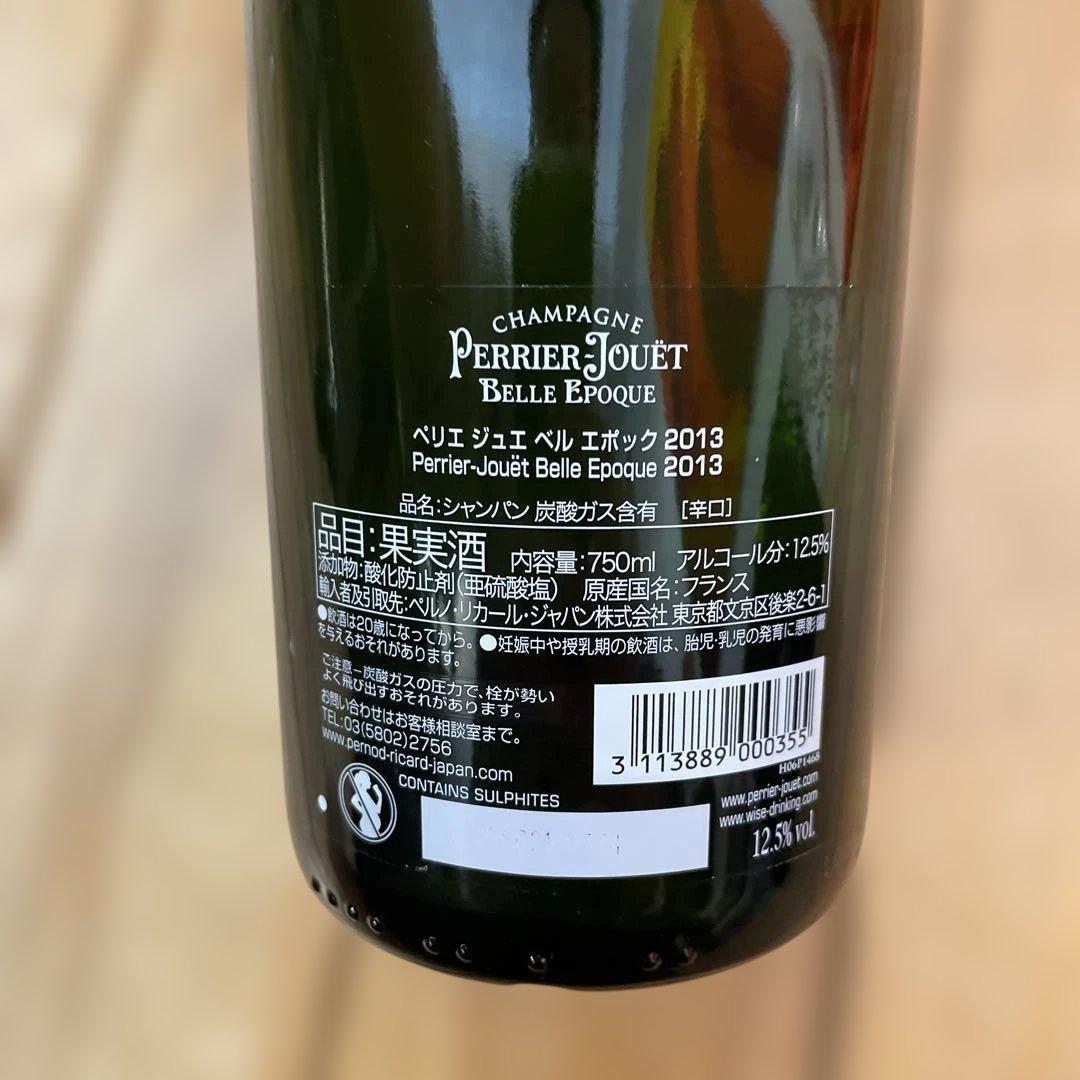 CHAMPAGNE
PERRIER-JOUËT
BELLE EPOQUE
ペリエ ジュエ ベル エポック 2013
Perrier-Jouët Belle Epoque 2013
品名:シャンパン 炭酸ガス含有 [辛口]
品目:果実酒 内容量:750ml アルコール分:12.5%
添加物:酸化防止剤(亜硫酸塩) 原産国名:フランス
輸入者及引取先:ペルノ・リカール・ジャパン株式会社 東京都文京区後楽2-6-1
●飲酒は20歳になってから。●妊娠中や授乳期の飲酒は、胎児・乳児の発育に悪影響
を与えるおそれがあります。
ご注意-炭酸ガスの圧力で、栓が勢い
よく飛び出すおそれがあります。
お問い合わせはお客様相談室まで。
TEL:03(5802)2756
www.pernod-ricard-japan.com
3 113889 000355
H06P1468
CONTAINS SULPHITES
www.perrier-jouet.com
www.wise-drinking.com
12.5% vol.